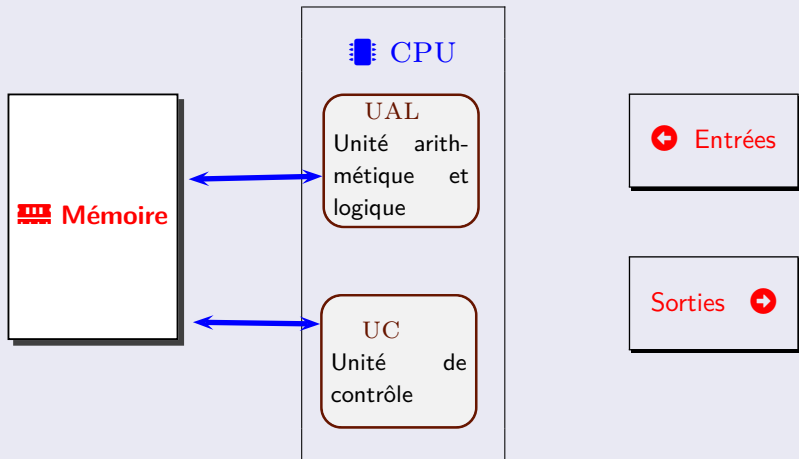 CPU
Mémoire
UAL
Unité arith-
métique et
logique
UC
Unité de
contrôle
Entrées
Sorties